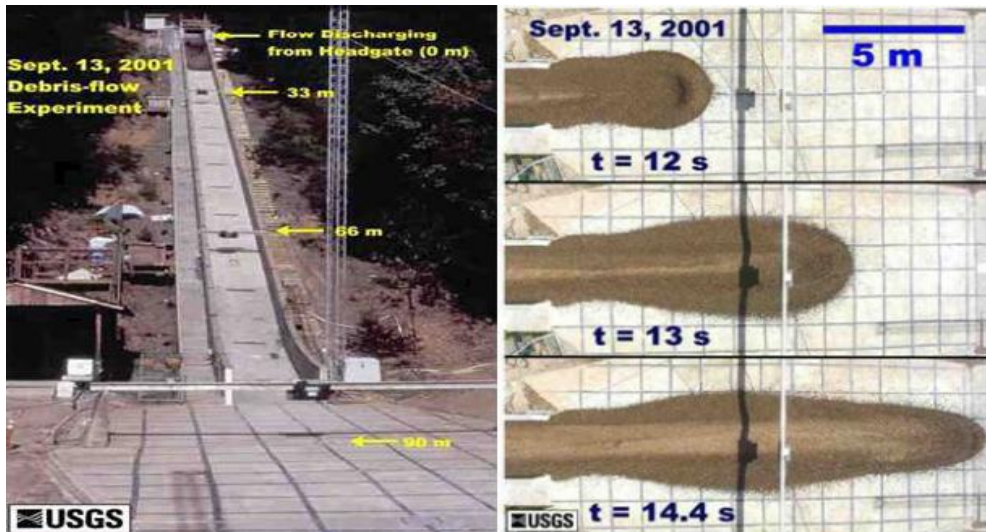 Flow Discharging
from Headgate (0 m)
Sept. 13, 2001
Debris-flow
Experiment
33 m
66 m
90 m
USGS
Sept. 13, 2001
5 m
t = 12 s
t = 13 s
t = 14.4 s
USGS